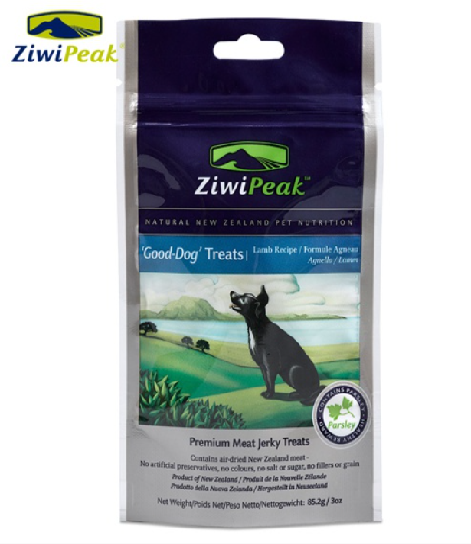 ZiwiPeak
ZiwiPeak™
NATURAL NEW ZEALAND PET NUTRITION
'Good-Dog' Treats | Lamb Recipe / Formule Agneau
Agnello / Lamm
CONTAINS PARSLEY
Parsley
Premium Meat Jerky Treats
Contains air-dried New Zealand meat -
No artificial preservatives, no colours, no salt or sugar, no fillers or grain
Product of New Zealand / Produit de la Nouvelle Zélande
Prodotto della Nuova Zelanda / Hergestellt in Neuseeland
Net Weight/Poids Net/Peso Netto/Nettogewicht: 85.2g / 3oz